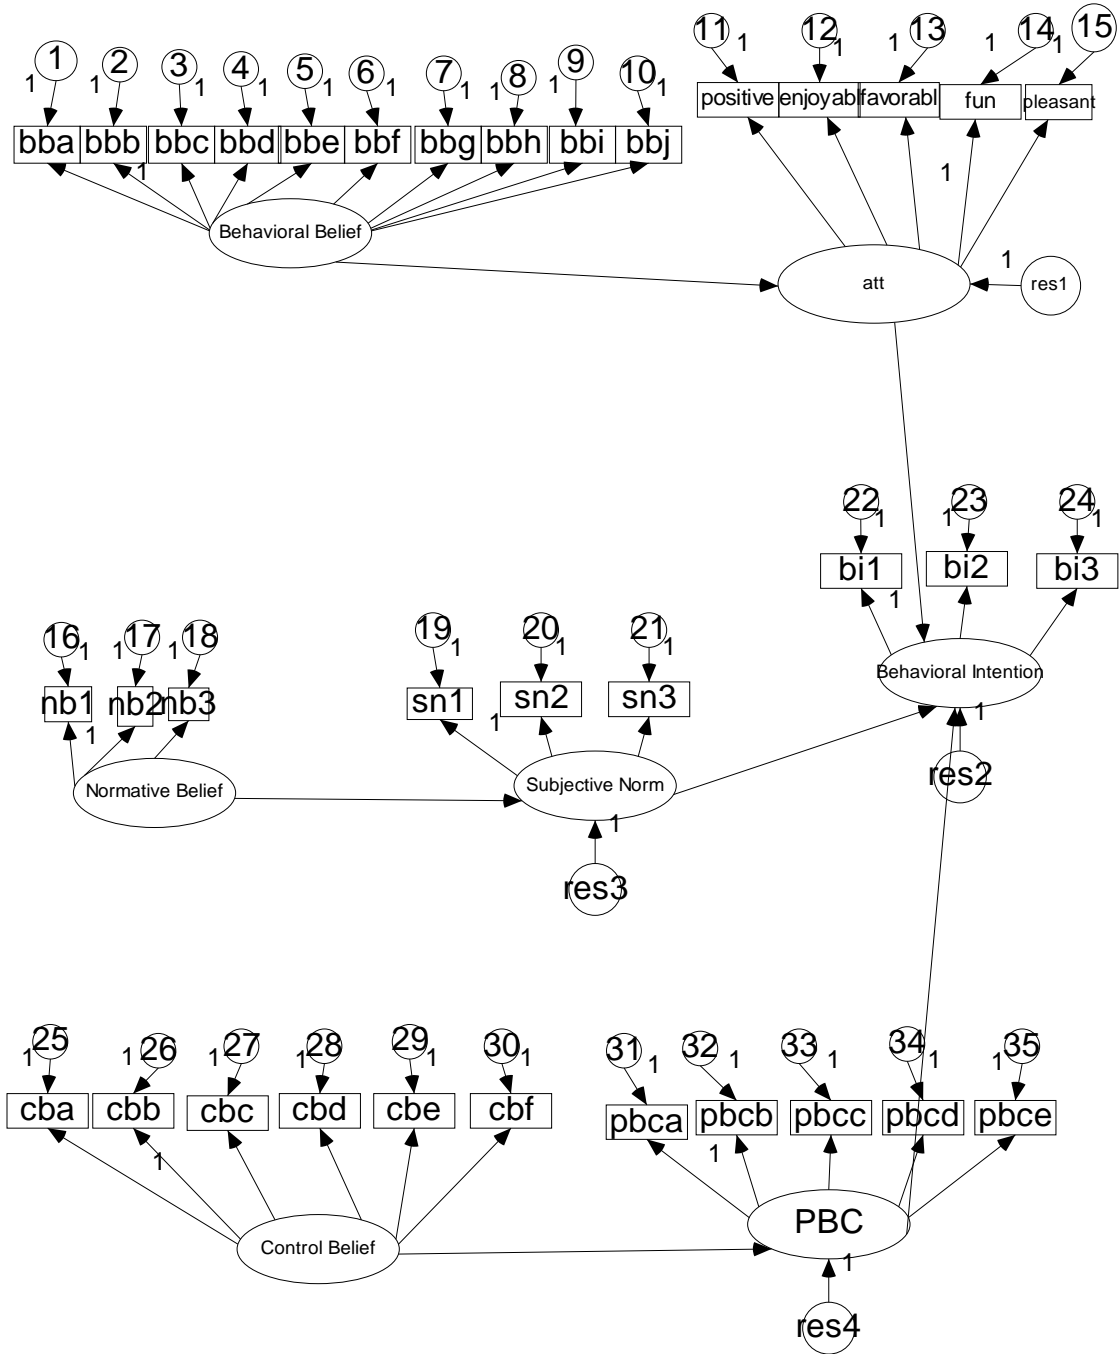 1 2 3 4 5 6 7 8 9 10
1 1 1 1 1 1 1 1 1 1
bba bbb bbc bbd bbe bbf bbg bbh bbi bbj
1
Behavioral Belief
11 12 13 14 15
1 1 1 1 1
positive enjoyabl favorabl fun pleasant
1
att
1
res1
22 23 24
1 1 1
bi1 bi2 bi3
1
Behavioral Intention
1
res2
16 17 18
1 1 1
nb1 nb2 nb3
1
Normative Belief
19 20 21
1 1 1
sn1 sn2 sn3
1
Subjective Norm
1
res3
25 26 27 28 29 30
1 1 1 1 1 1
cba cbb cbc cbd cbe cbf
1
Control Belief
31 32 33 34 35
1 1 1 1 1
pbca pbcb pbcc pbcd pbce
1
PBC
1
res4